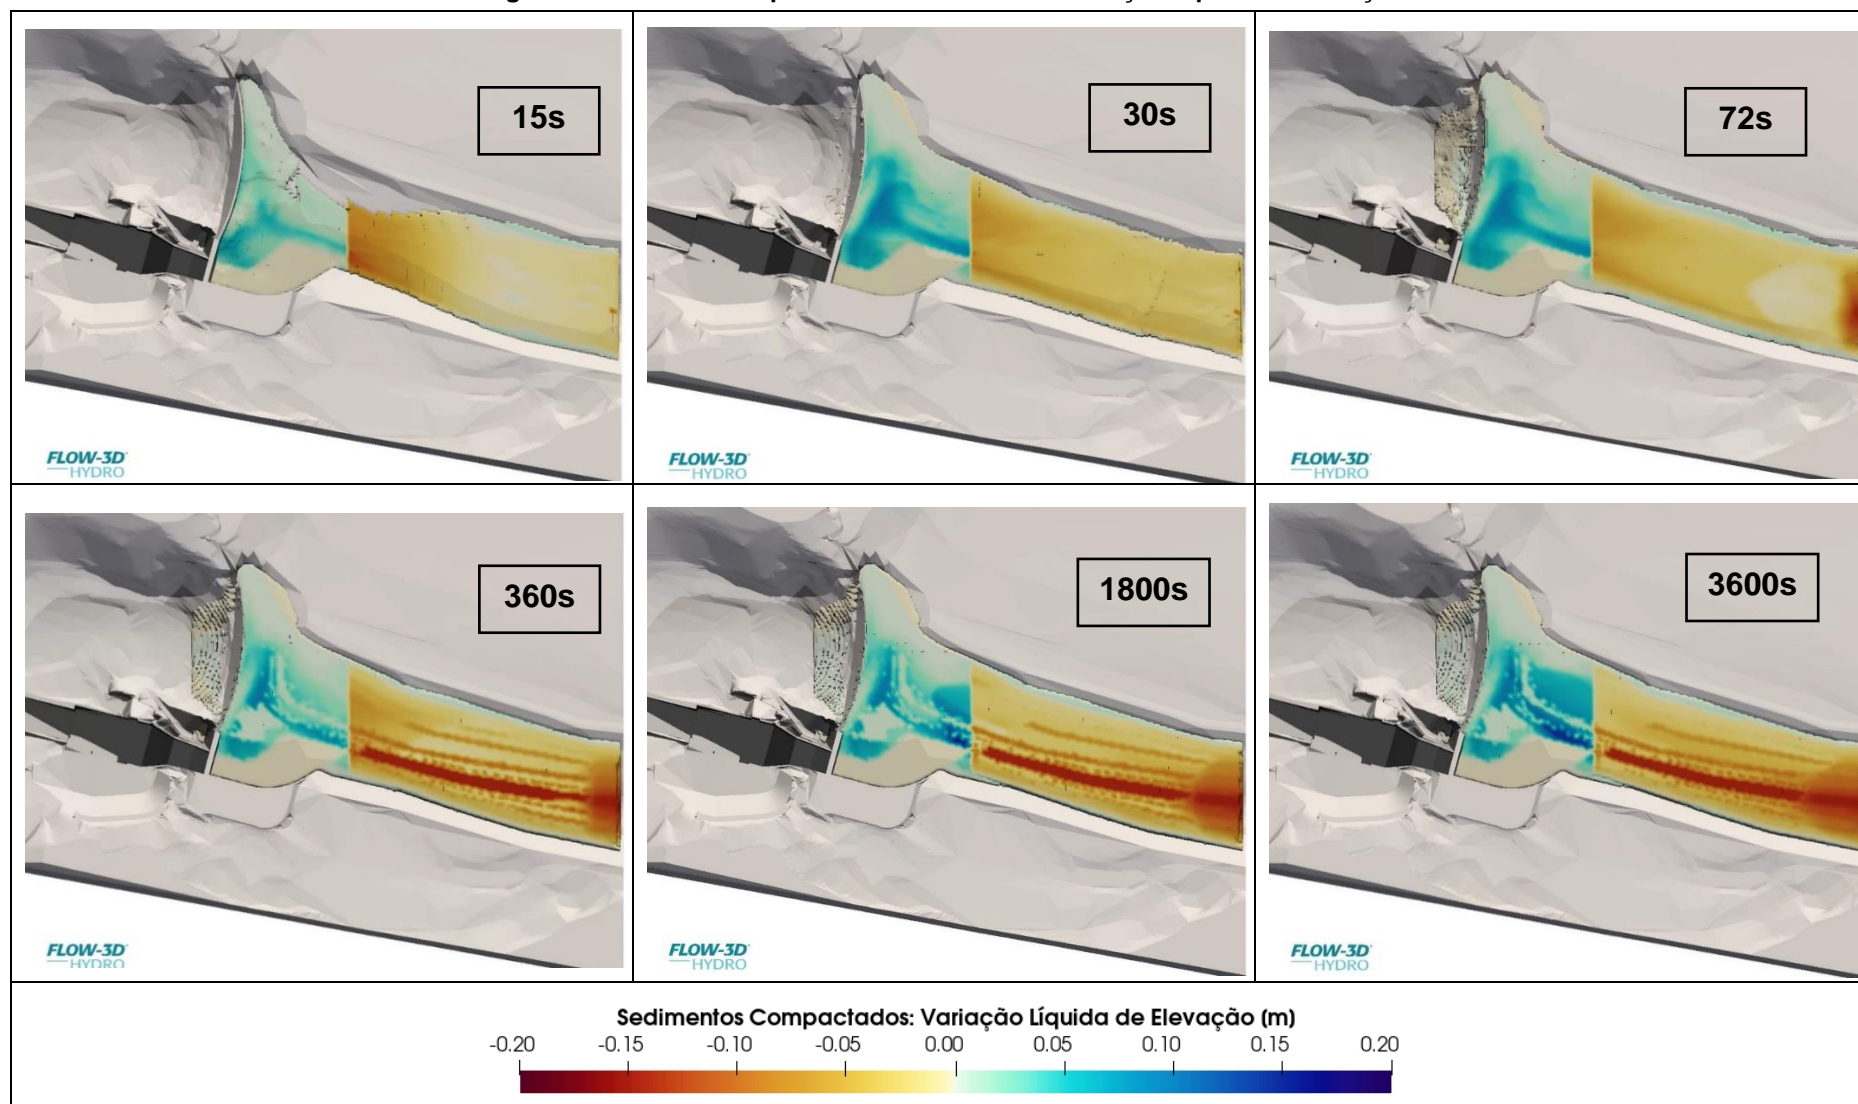 15s
30s
72s
FLOW-3D
HYDRO
FLOW-3D
HYDRO
FLOW-3D
HYDRO
360s
1800s
3600s
FLOW-3D
HYDRO
FLOW-3D
HYDRO
FLOW-3D
HYDRO
Sedimentos Compactados: Variação Líquida de Elevação (m)
-0.20 -0.15 -0.10 -0.05 0.00 0.05 0.10 0.15 0.20